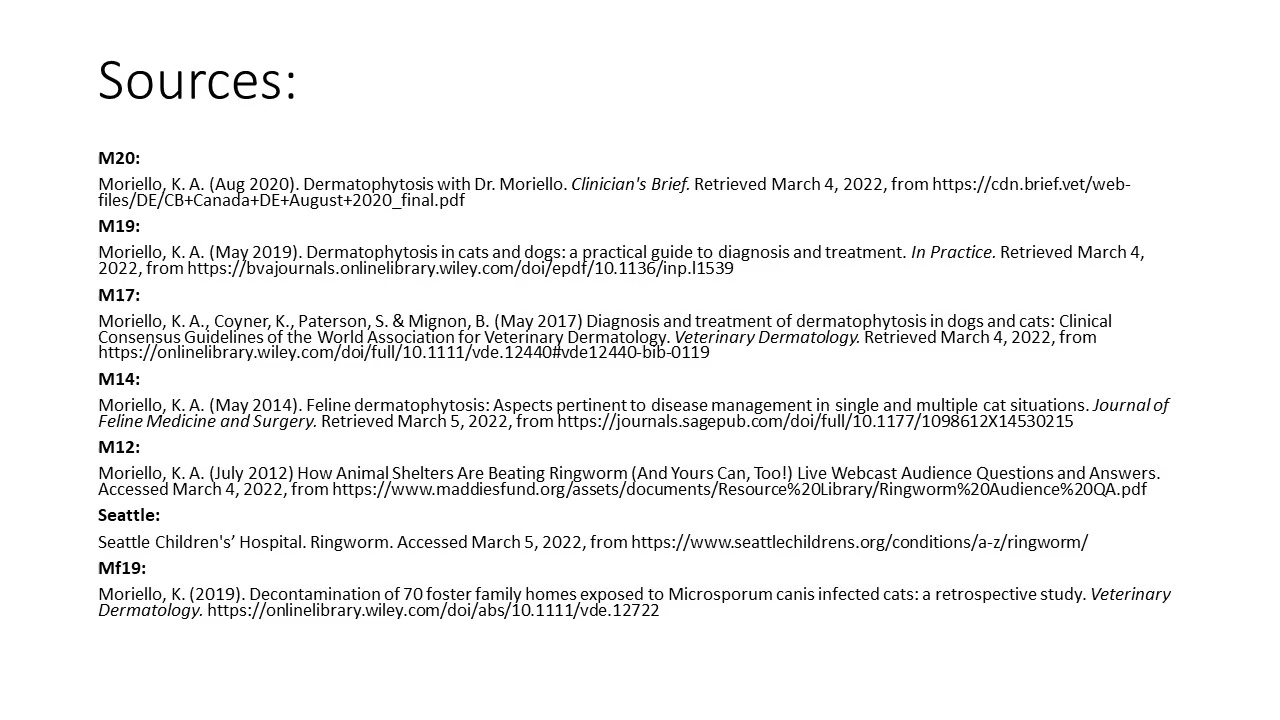 Sources:
M20:
Moriello, K. A. (Aug 2020). Dermatophytosis with Dr. Moriello. Clinician's Brief. Retrieved March 4, 2022, from https://cdn.brief.vet/web-
files/DE/CB+Canada+DE+August+2020_final.pdf
M19:
Moriello, K. A. (May 2019). Dermatophytosis in cats and dogs: a practical guide to diagnosis and treatment. In Practice. Retrieved March 4,
2022, from https://bvajournals.onlinelibrary.wiley.com/doi/epdf/10.1136/inp.l1539
M17:
Moriello, K. A., Coyner, K., Paterson, S. & Mignon, B. (May 2017) Diagnosis and treatment of dermatophytosis in dogs and cats: Clinical
Consensus Guidelines of the World Association for Veterinary Dermatology. Veterinary Dermatology. Retrieved March 4, 2022, from
https://onlinelibrary.wiley.com/doi/full/10.1111/vde.12440#vde12440-bib-0119
M14:
Moriello, K. A. (May 2014). Feline dermatophytosis: Aspects pertinent to disease management in single and multiple cat situations. Journal of
Feline Medicine and Surgery. Retrieved March 5, 2022, from https://journals.sagepub.com/doi/full/10.1177/1098612X14530215
M12:
Moriello, K. A. (July 2012) How Animal Shelters Are Beating Ringworm (And Yours Can, Too!) Live Webcast Audience Questions and Answers.
Accessed March 4, 2022, from https://www.maddiesfund.org/assets/documents/Resource%20Library/Ringworm%20Audience%20QA.pdf
Seattle:
Seattle Children's’ Hospital. Ringworm. Accessed March 5, 2022, from https://www.seattlechildrens.org/conditions/a-z/ringworm/
Mf19:
Moriello, K. (2019). Decontamination of 70 foster family homes exposed to Microsporum canis infected cats: a retrospective study. Veterinary
Dermatology. https://onlinelibrary.wiley.com/doi/abs/10.1111/vde.12722